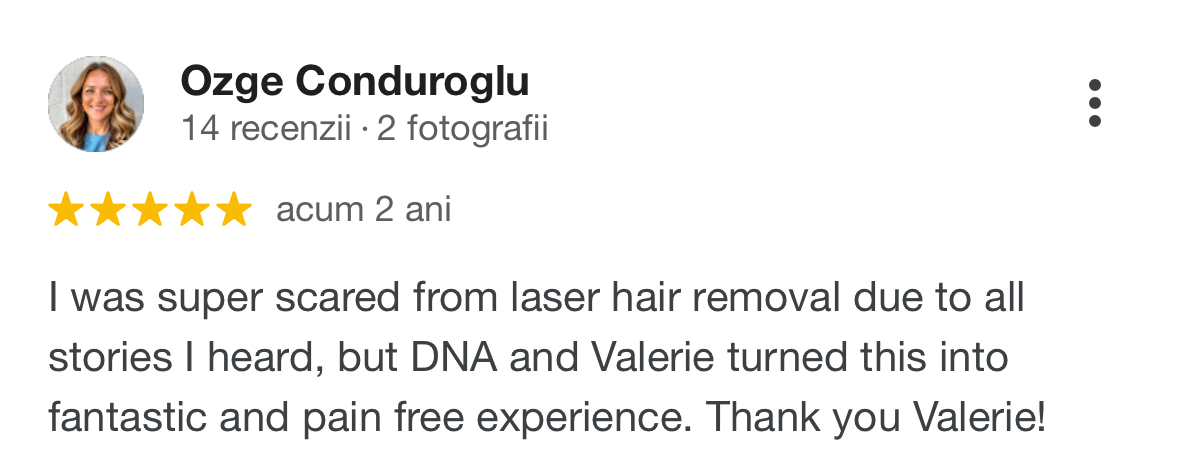 Ozge Conduroglu
14 recenzii · 2 fotografii
acum 2 ani
I was super scared from laser hair removal due to all
stories I heard, but DNA and Valerie turned this into
fantastic and pain free experience. Thank you Valerie!